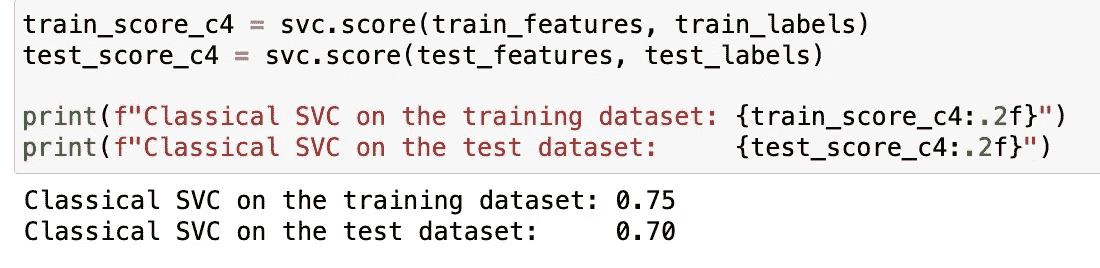 train_score_c4 = svc.score(train_features, train_labels)
test_score_c4 = svc.score(test_features, test_labels)
print(f"Classical SVC on the training dataset: {train_score_c4:.2f}")
print(f"Classical SVC on the test dataset:     {test_score_c4:.2f}")
Classical SVC on the training dataset: 0.75
Classical SVC on the test dataset:     0.70